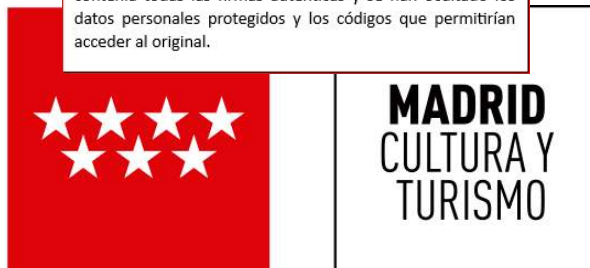 datos personales protegidos y los códigos que permitirían
acceder al original.
MADRID
CULTURA Y
TURISMO